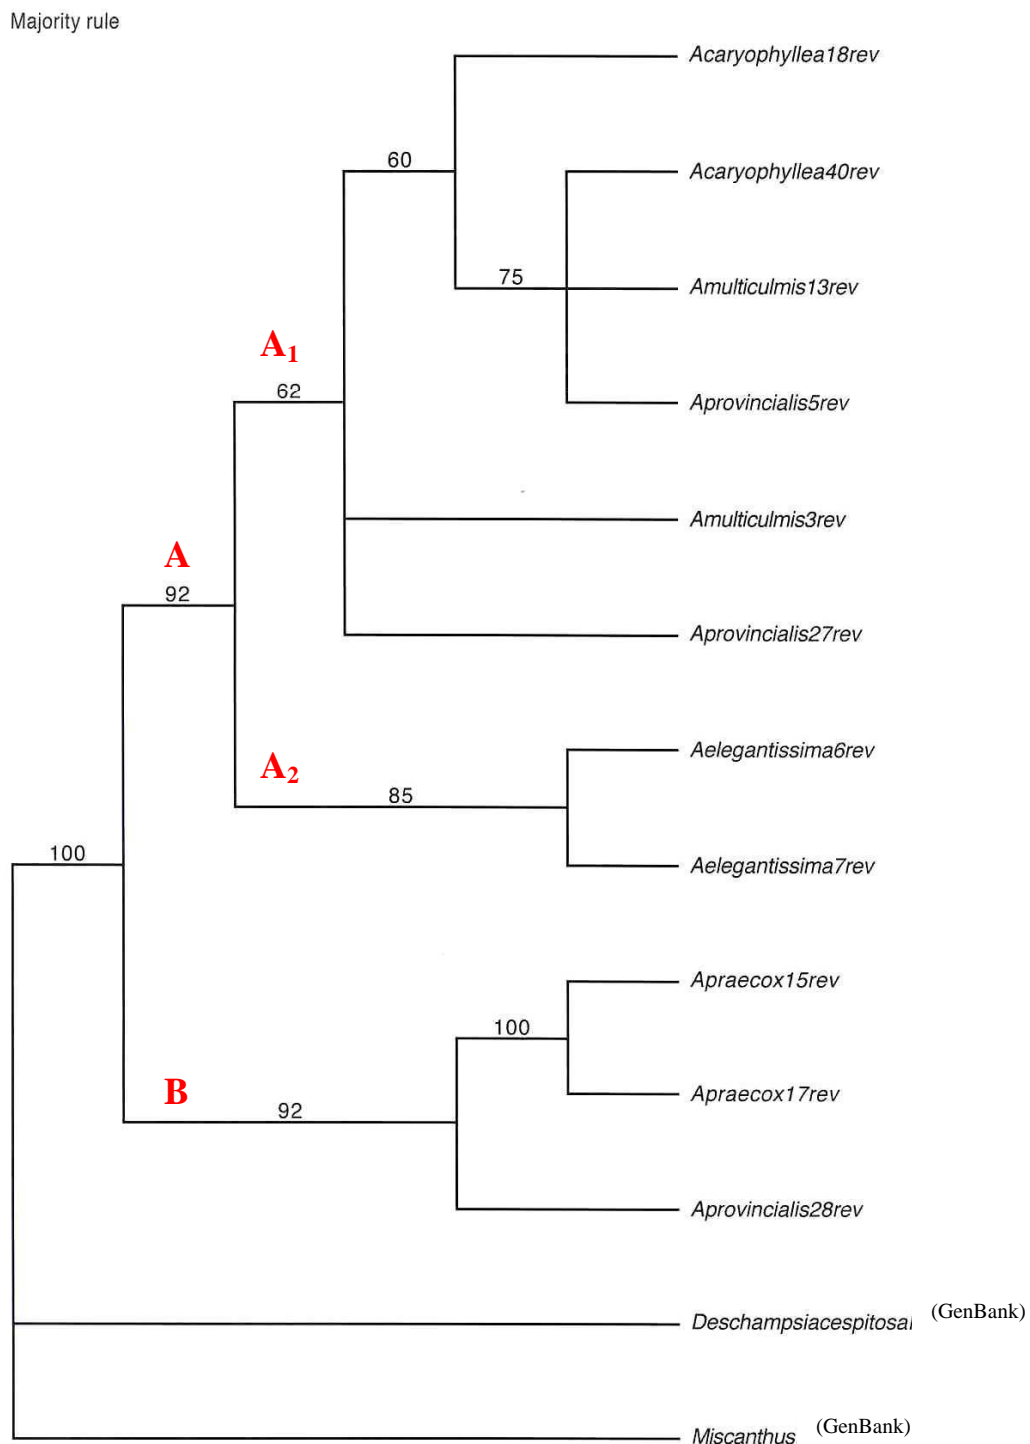 Majority rule
Acaryophyllea18rev
60
Acaryophyllea40rev
75
Amulticulmis13rev
A₁
62
Aprovincialis5rev
Amulticulmis3rev
A
92
Aprovincialis27rev
Aelegantissima6rev
A₂
85
100
Aelegantissima7rev
Apraecox15rev
100
B
Apraecox17rev
92
Aprovincialis28rev
Deschampsiacespitosa (GenBank)
Miscanthus (GenBank)